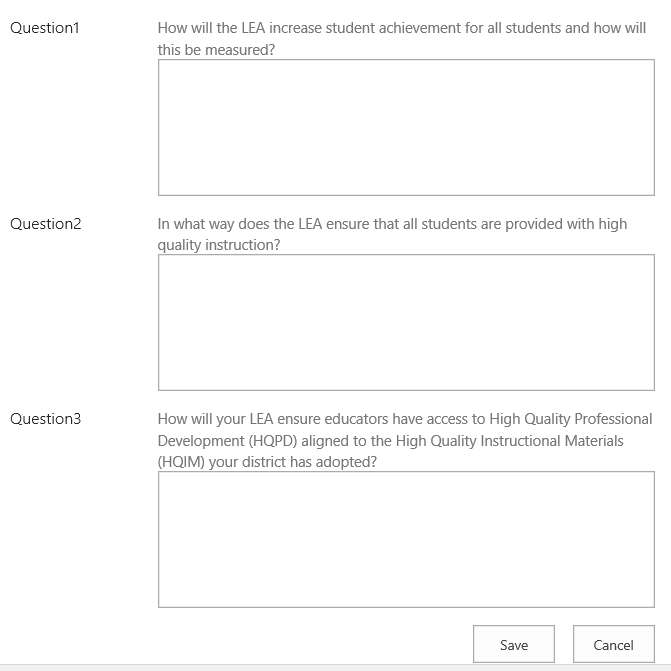 Question1
How will the LEA increase student achievement for all students and how will
this be measured?
Question2
In what way does the LEA ensure that all students are provided with high
quality instruction?
Question3
How will your LEA ensure educators have access to High Quality Professional
Development (HQPD) aligned to the High Quality Instructional Materials
(HQIM) your district has adopted?
Save Cancel